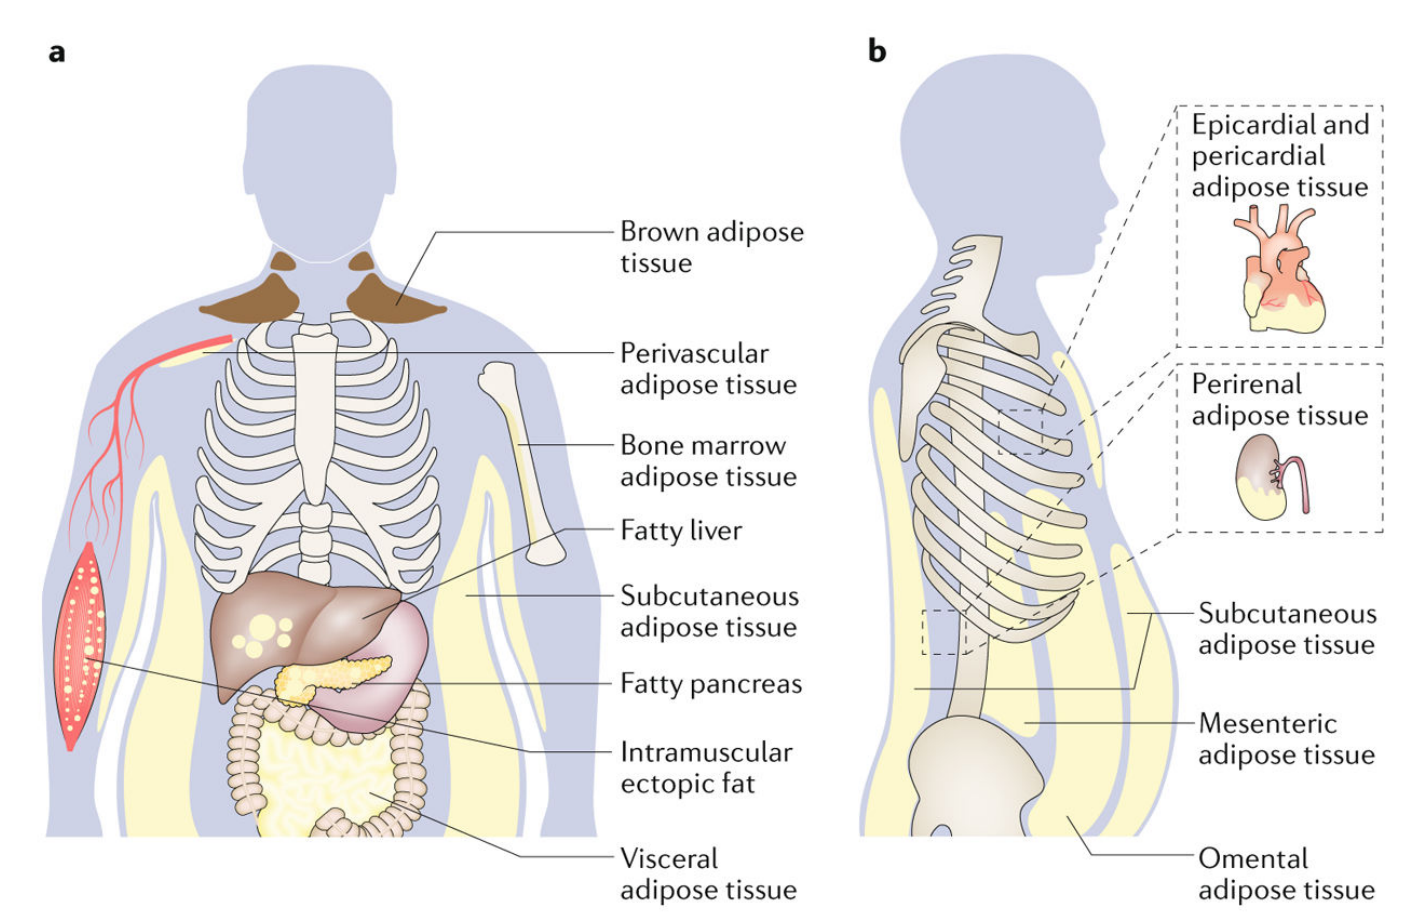 a
Brown adipose
tissue
Perivascular
adipose tissue
Bone marrow
adipose tissue
Fatty liver
Subcutaneous
adipose tissue
Fatty pancreas
Intramuscular
ectopic fat
Visceral
adipose tissue
b
Epicardial and
pericardial
adipose tissue
Perirenal
adipose tissue
Subcutaneous
adipose tissue
Mesenteric
adipose tissue
Omental
adipose tissue